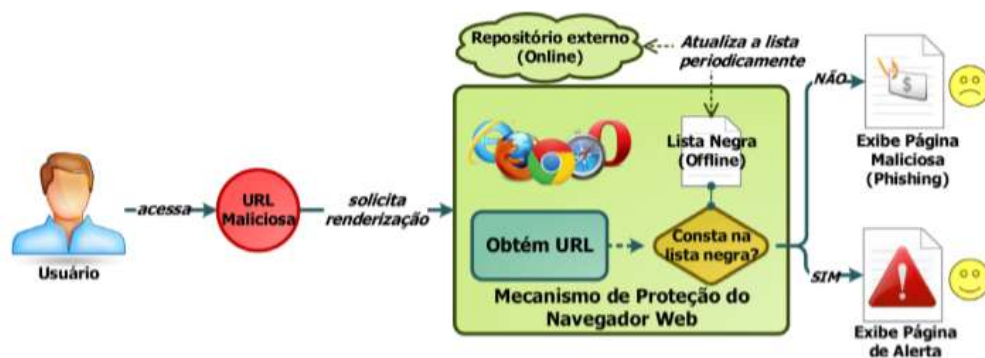 Repositório externo
(Online)
Atualiza a lista
periodicamente
NÃO
Lista Negra
(Offline)
Exibe Página
Maliciosa
(Phishing)
acessa
URL
Maliciosa
solicita
renderização
Obtém URL
Consta na
lista negra?
Usuário
SIM
Mecanismo de Proteção do
Navegador Web
Exibe Página
de Alerta